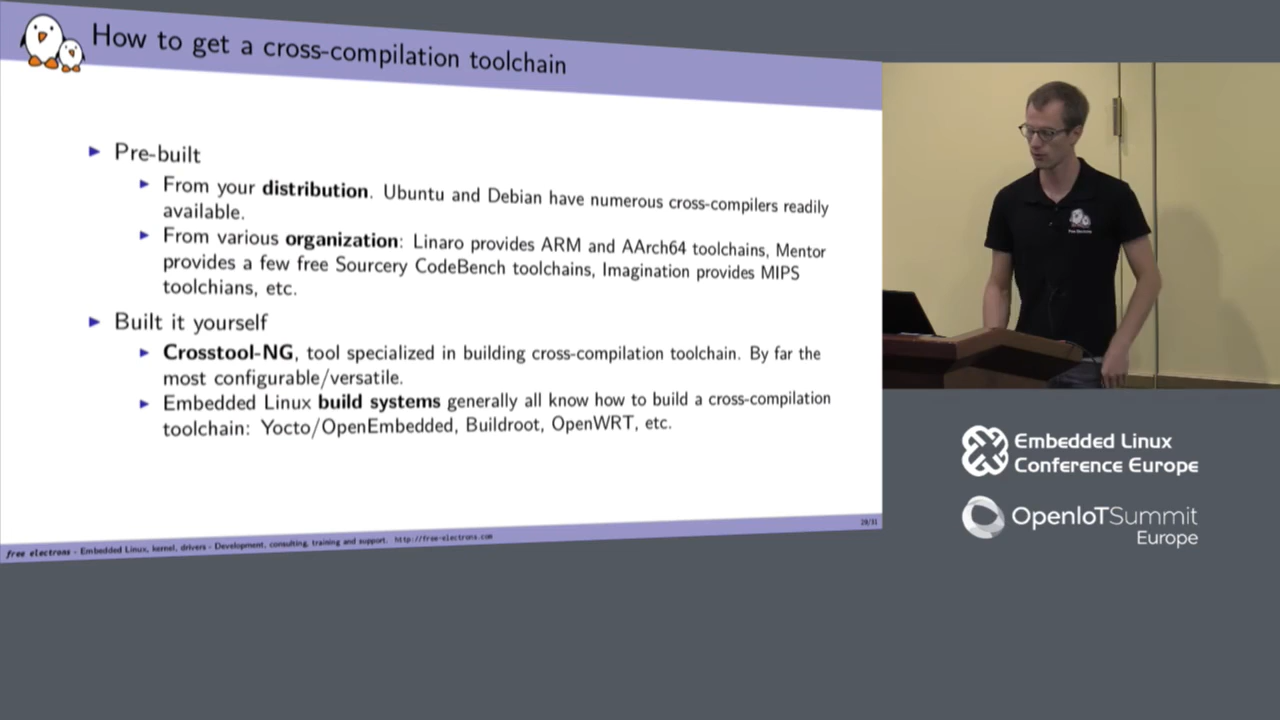 How to get a cross-compilation toolchain
▶ Pre-built
▶ From your distribution. Ubuntu and Debian have numerous cross-compilers readily
available.
▶ From various organization: Linaro provides ARM and AArch64 toolchains, Mentor
provides a few free Sourcery CodeBench toolchains, Imagination provides MIPS
toolchians, etc.
▶ Built it yourself
▶ Crosstool-NG, tool specialized in building cross-compilation toolchain. By far the
most configurable/versatile.
▶ Embedded Linux build systems generally all know how to build a cross-compilation
toolchain: Yocto/OpenEmbedded, Buildroot, OpenWRT, etc.
free electrons - Embedded Linux, kernel, drivers - Development, consulting, training and support. http://free-electrons.com
Embedded Linux
Conference Europe
OpenIoTSummit
Europe